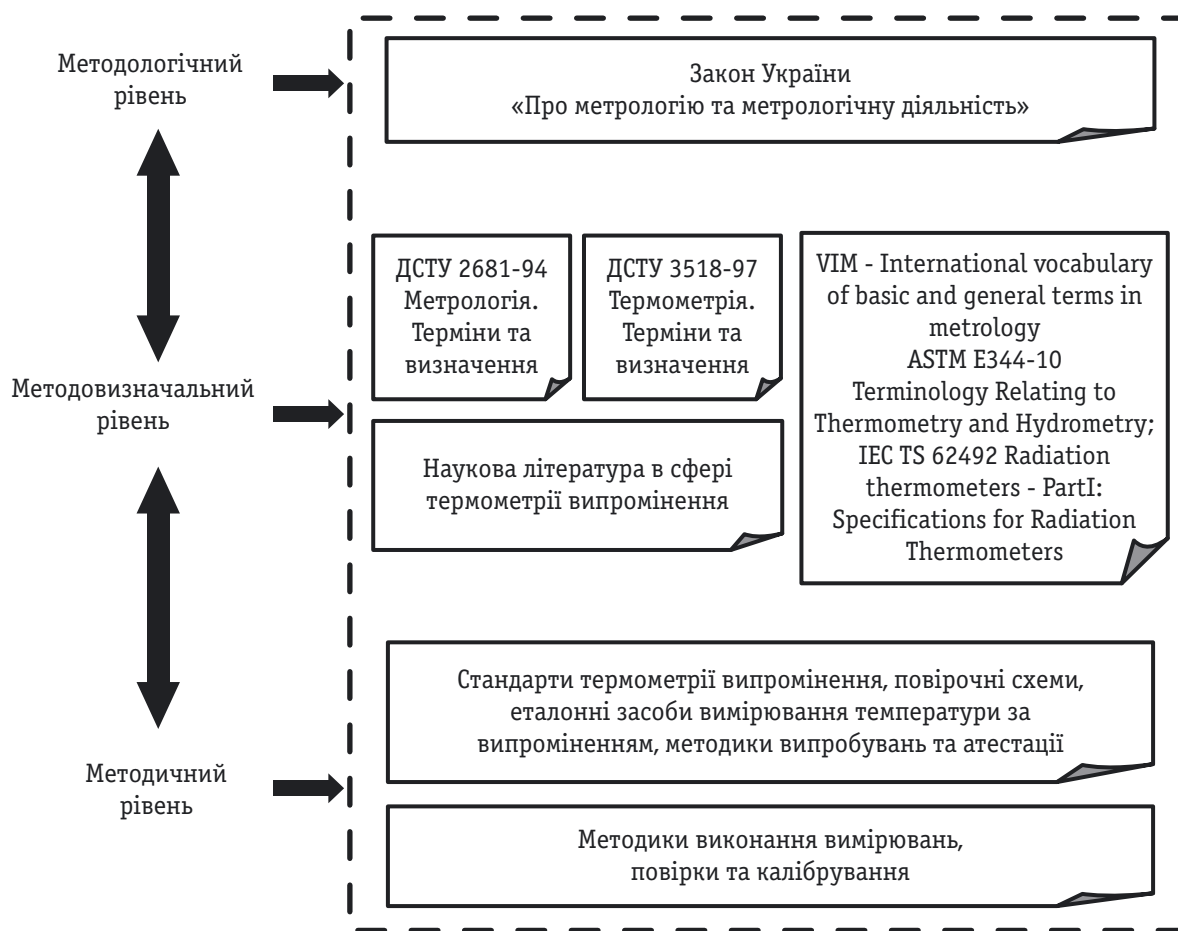 Методологічний
рівень
Закон України
«Про метрологію та метрологічну діяльність»
Методовизначальний
рівень
ДСТУ 2681-94
Метрологія.
Терміни та
визначення
ДСТУ 3518-97
Термометрія.
Терміни та
визначення
VIM - International vocabulary
of basic and general terms in
metrology
ASTM E344-10
Terminology Relating to
Thermometry and Hydrometry;
IEC TS 62492 Radiation
thermometers - PartI:
Specifications for Radiation
Thermometers
Наукова література в сфері
термометрії випромінення
Методичний
рівень
Стандарти термометрії випромінення, повірочні схеми,
еталонні засоби вимірювання температури за
випроміненням, методики випробувань та атестації
Методики виконання вимірювань,
повірки та калібрування